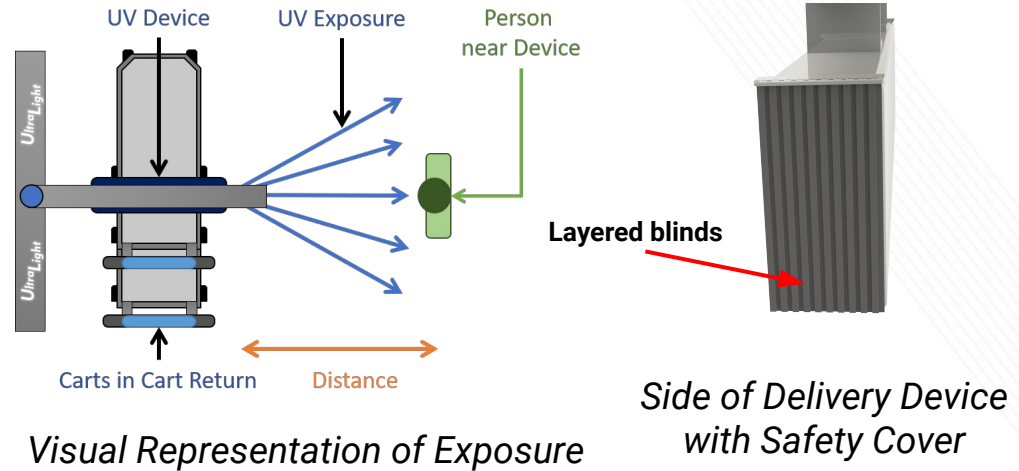 UV Device
UV Exposure
Person
near Device
UltraLight
UltraLight
Layered blinds
Carts in Cart Return
Distance
Side of Delivery Device
with Safety Cover
Visual Representation of Exposure